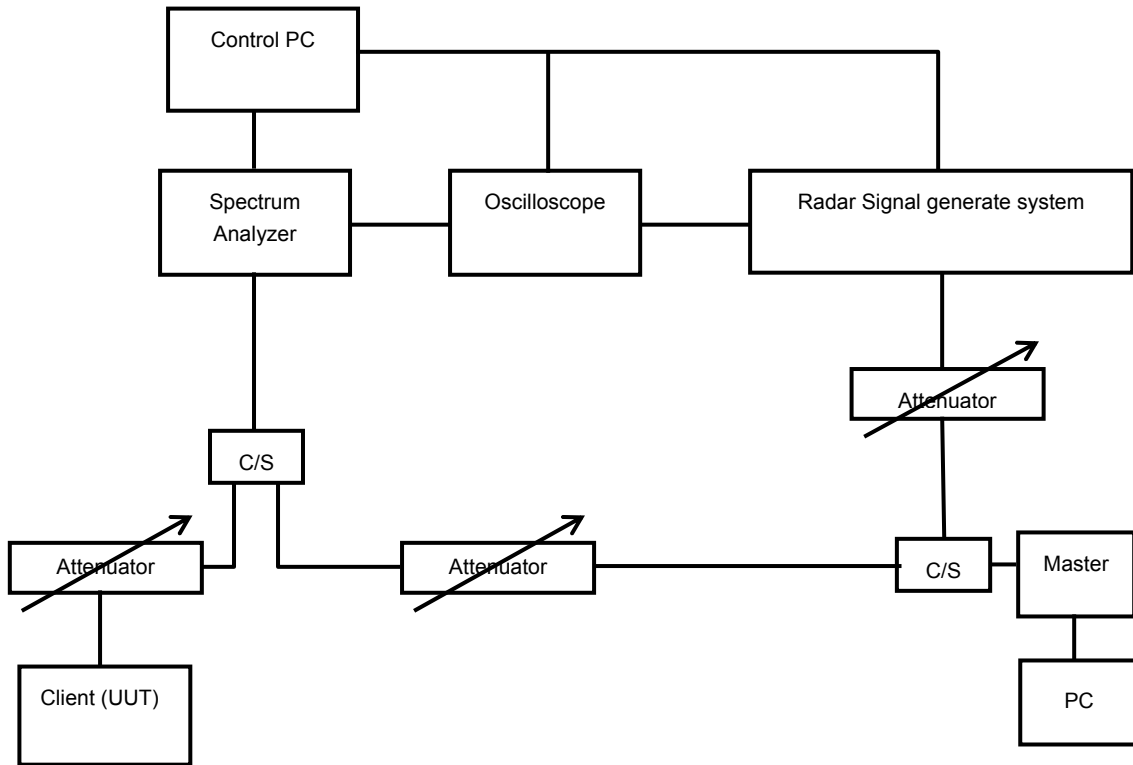 Control PC
Spectrum
Analyzer
Oscilloscope
Radar Signal generate system
Attenuator
C/S
Attenuator
Attenuator
C/S
Master
Client (UUT)
PC